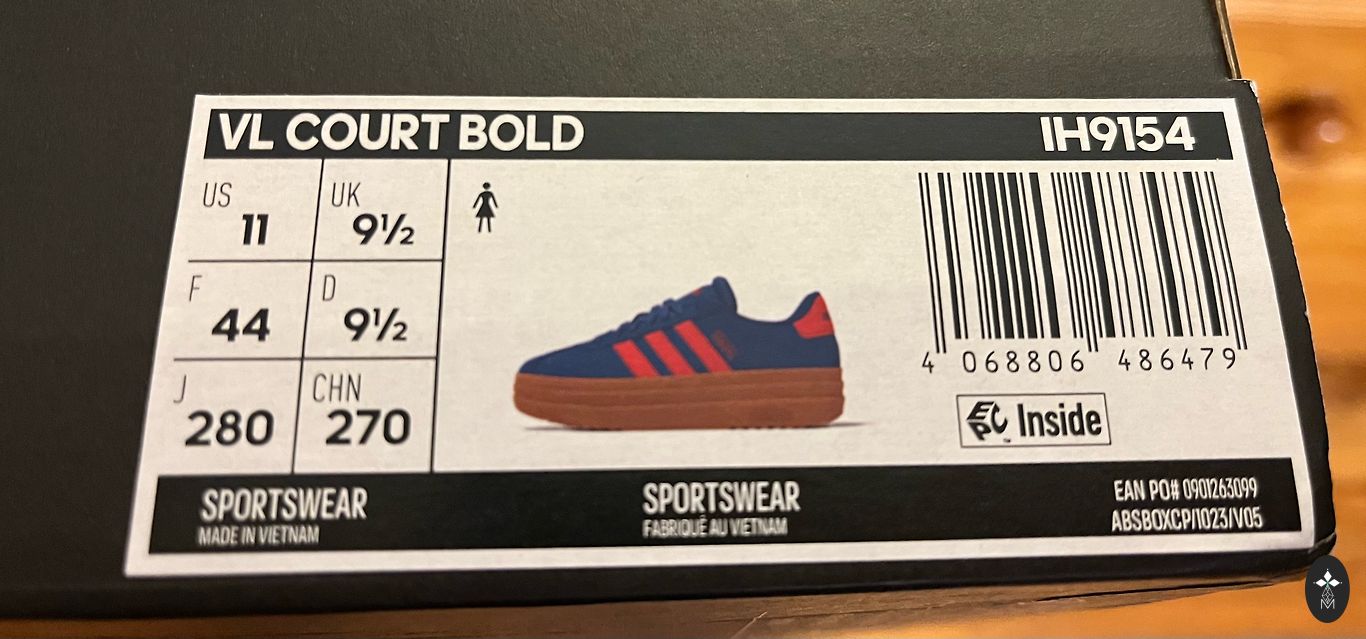 VL COURT BOLD IH9154
US 11 UK 9½
F 44 D 9½
J 280 CHN 270
4 068806 486479
EPC™ Inside
SPORTSWEAR
MADE IN VIETNAM
SPORTSWEAR
FABRIQUÉ AU VIETNAM
EAN PO# 0901263099
ABSBOXCP/1023/V05
M